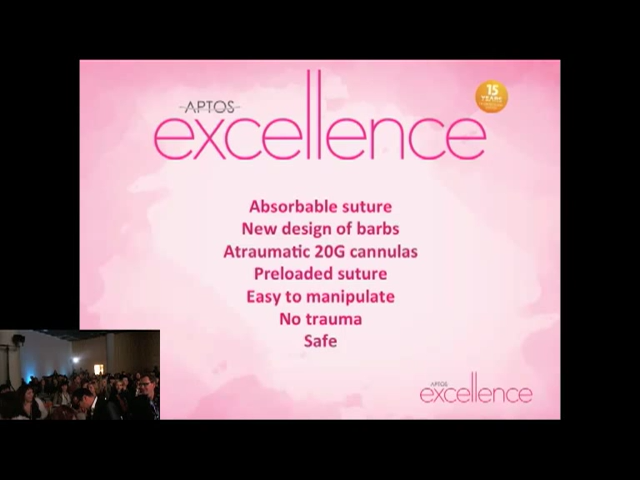 APTOS
excellence
15
YEARS
Absorbable suture
New design of barbs
Atraumatic 20G cannulas
Preloaded suture
Easy to manipulate
No trauma
Safe
APTOS
excellence